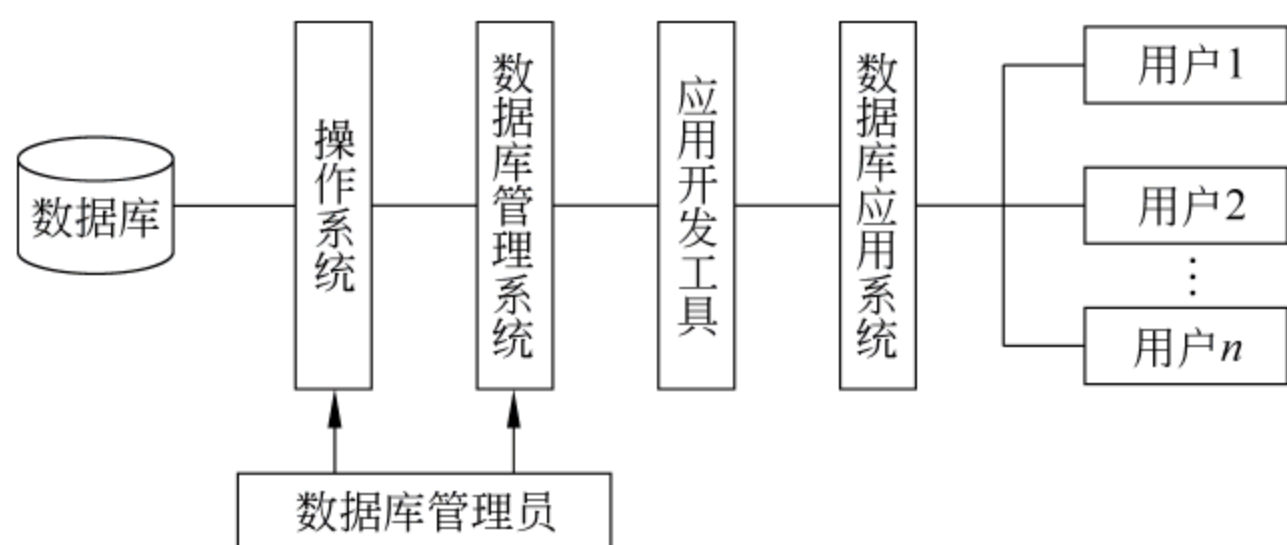 数据库
操作系统
数据库管理系统
应用开发工具
数据库应用系统
用户1
用户2
⋮
用户n
数据库管理员